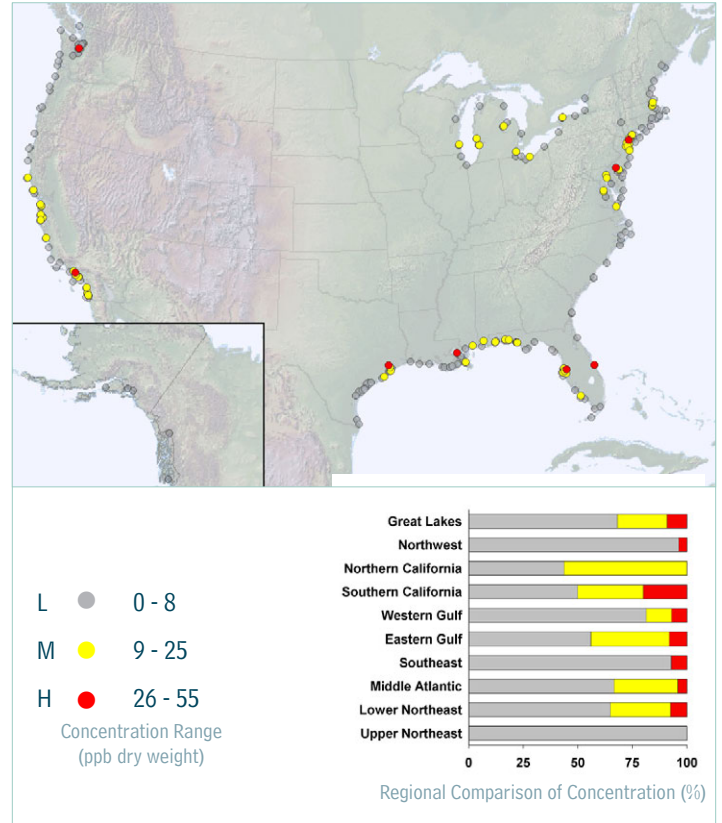 L 0 - 8
M 9 - 25
H 26 - 55
Concentration Range
(ppb dry weight)
Great Lakes
Northwest
Northern California
Southern California
Western Gulf
Eastern Gulf
Southeast
Middle Atlantic
Lower Northeast
Upper Northeast
0 25 50 75 100
Regional Comparison of Concentration (%)